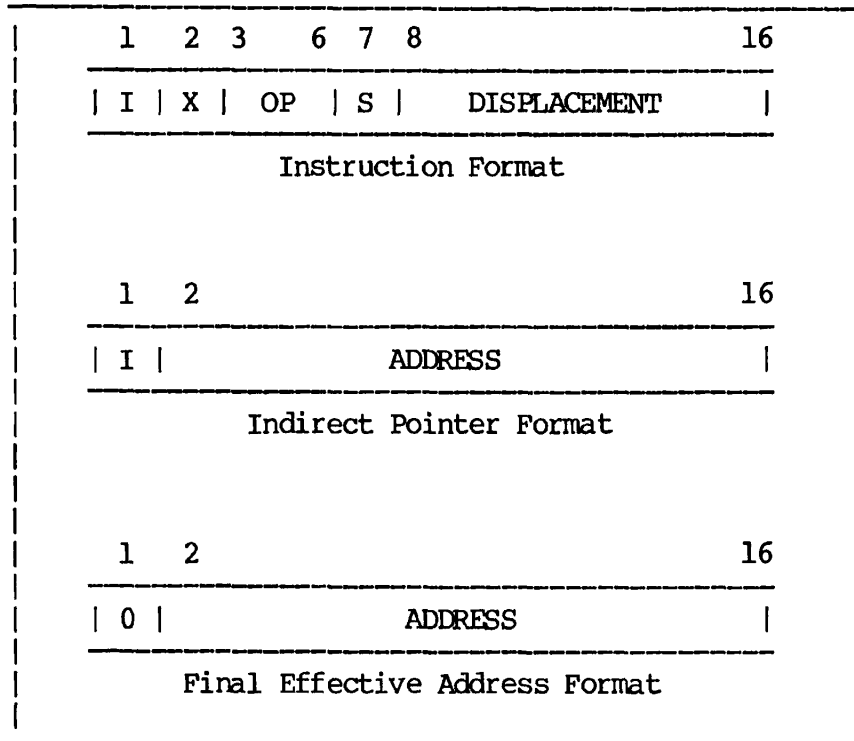 1 2 3 6 7 8 16
| I | X | OP | S | DISPLACEMENT |
Instruction Format
1 2 16
| I | ADDRESS |
Indirect Pointer Format
1 2 16
| 0 | ADDRESS |
Final Effective Address Format